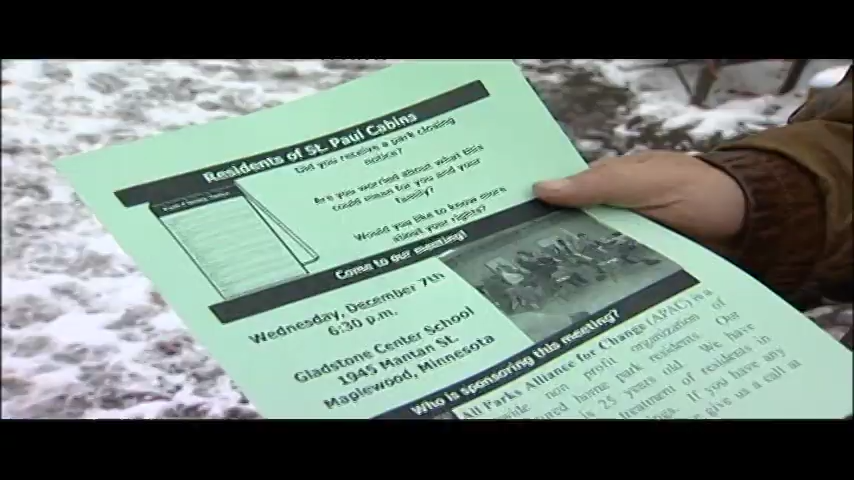 Residents of St. Paul Cabins
Did you receive a park closing
notice?
Are you worried about what this
could mean for you and your
family?
Would you like to know more
about your rights?
Come to our meeting!
Wednesday, December 7th
6:30 p.m.
Gladstone Center School
1945 Manton St.
Maplewood, Minnesota
Who is sponsoring this meeting?
All Parks Alliance for Change (APAC) is a
wide non profit organization of
tured home park residents. Our
is 25 years old. We have
treatment of residents in
If you have any
give us a call at